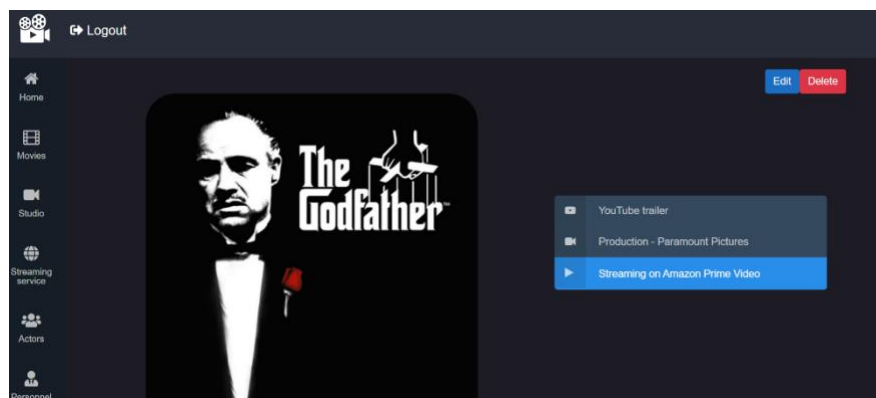 Logout
Home
Edit
Delete
Movies
The
Godfather
YouTube trailer
Studio
Production - Paramount Pictures
Streaming on Amazon Prime Video
Streaming
service
Actors
Personnel